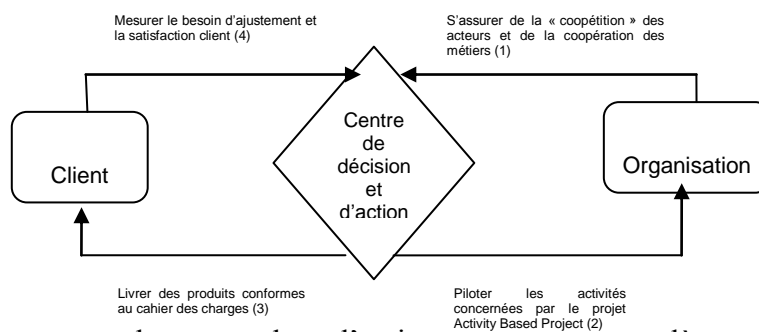 Mesurer le besoin d'ajustement et
la satisfaction client (4)
S'assurer de la « coopétition » des
acteurs et de la coopération des
métiers (1)
Client
Centre
de
décision
et
d'action
Organisation
Livrer des produits conformes
au cahier des charges (3)
Piloter les activités
concernées par le projet
Activity Based Project (2)